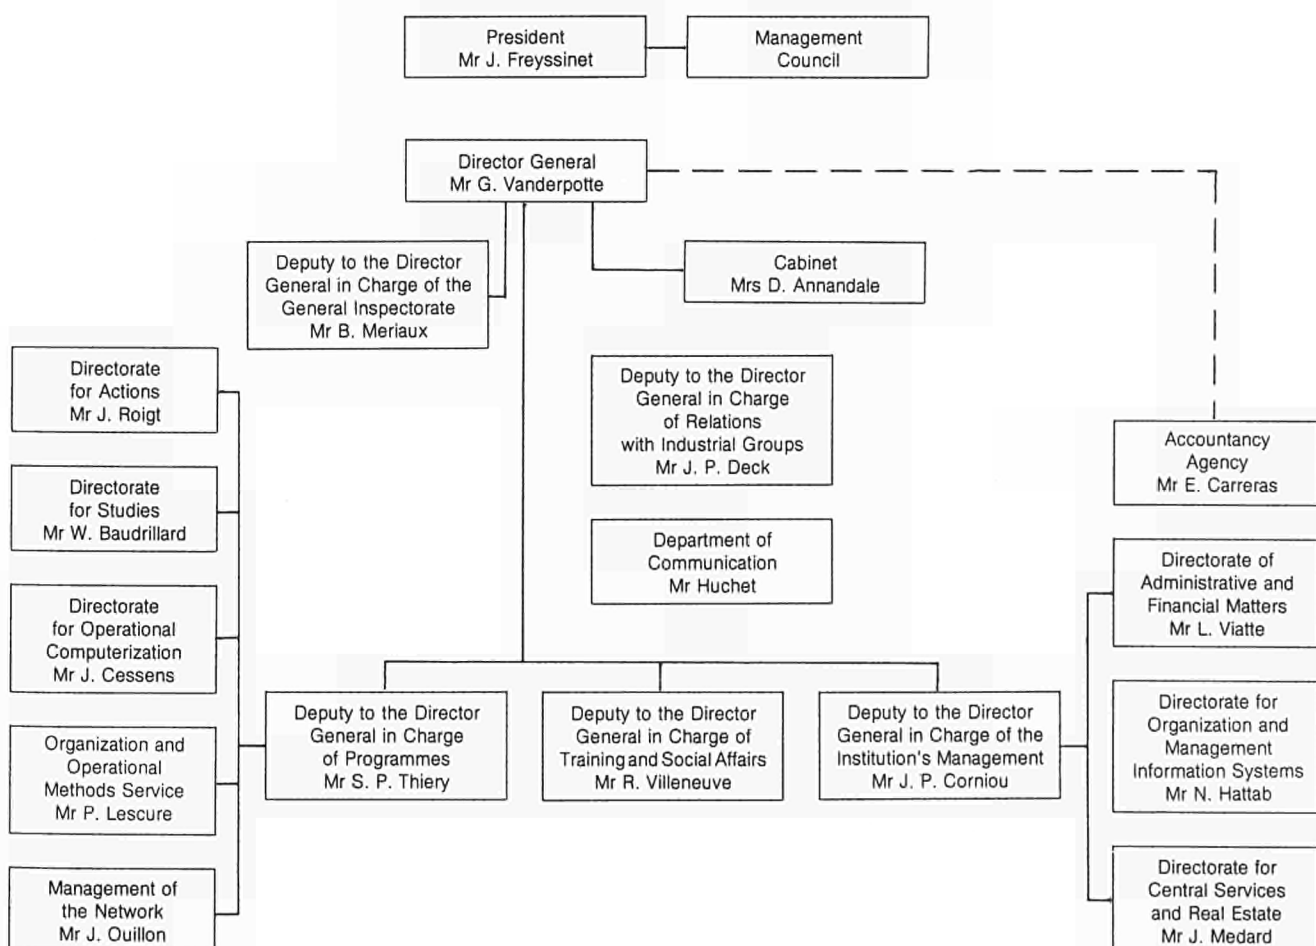 President
Mr J. Freyssinet
Management
Council
Director General
Mr G. Vanderpotte
Deputy to the Director
General in Charge of the
General Inspectorate
Mr B. Meriaux
Cabinet
Mrs D. Annandale
Directorate
for Actions
Mr J. Roigt
Deputy to the Director
General in Charge
of Relations
with Industrial Groups
Mr J. P. Deck
Accountancy
Agency
Mr E. Carreras
Directorate
for Studies
Mr W. Baudrillard
Department of
Communication
Mr Huchet
Directorate of
Administrative and
Financial Matters
Mr L. Viatte
Directorate
for Operational
Computerization
Mr J. Cessens
Organization and
Operational
Methods Service
Mr P. Lescure
Deputy to the Director
General in Charge
of Programmes
Mr S. P. Thiery
Deputy to the Director
General in Charge of
Training and Social Affairs
Mr R. Villeneuve
Deputy to the Director
General in Charge of the
Institution's Management
Mr J. P. Corniou
Directorate for
Organization and
Management
Information Systems
Mr N. Hattab
Management of
the Network
Mr J. Ouillon
Directorate for
Central Services
and Real Estate
Mr J. Medard